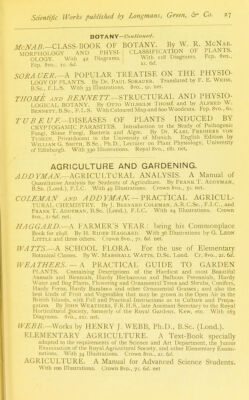 Scientific Works published by Longmans, Green, & Co. 27
BOTANY—Continued.
McNAB.—CLASS-BOOK OF BOTANY. By W. R. McNab.
MORPHOLOGY AND PHYSIOLOGY. With 42 Diagrams. Fcp. 8vo., 1s. 6d.
CLASSIFICATION OF PLANTS. With 118 Diagrams. Fcp. 8vo., 1s. 6d.
SORAUER.—A POPULAR TREATISE ON THE PHYSIOLOGY
OF PLANTS. By Dr. Paul Sorauer. Translated by F. E. Weiss,
B.Sc., F.L.S. With 33 Illustrations. 8vo., 9s. net.
THOMÉ AND BENNETT.—STRUCTURAL AND PHYSIOLOGICAL
BOTANY. By Otto Wilhelm Thomé and by Alfred W.
Bennett, B.Sc., F.L.S. With Coloured Map and 600 Woodcuts. Fcp. 8vo., 6s.
TUBEUF.—DISEASES OF PLANTS INDUCED BY
CRYPTOGAMIC PARASITES. Introduction to the Study of Pathogenic
Fungi, Slime Fungi, Bacteria and Algæ. By Dr. Karl Freiherr von
Tubeuf, Privatdocent in the University of Munich. English Edition by
William G. Smith, B.Sc., Ph.D., Lecturer on Plant Physiology, University
of Edinburgh. With 330 Illustrations. Royal 8vo., 18s. net.
AGRICULTURE AND GARDENING.
ADDYMAN.—AGRICULTURAL ANALYSIS. A Manual of
Quantitative Analysis for Students of Agriculture. By Frank T. Addyman,
B.Sc. (Lond.), F.I.C. With 49 Illustrations. Crown 8vo., 5s. net.
COLEMAN AND ADDYMAN.—PRACTICAL AGRICULTURAL
CHEMISTRY. By J. Bernard Coleman, A.R.C.Sc., F.I.C., and
Frank T. Addyman, B.Sc. (Lond.), F.I.C. With 24 Illustrations. Crown
8vo., 1s. 6d. net.
HAGGARD.—A FARMER'S YEAR: being his Commonplace
Book for 1898. By H. Rider Haggard. With 36 Illustrations by G. Leon
Little and three others. Crown 8vo., 7s. 6d. net.
WATTS.—A SCHOOL FLORA. For the use of Elementary
Botanical Classes. By W. Marshall Watts, D.Sc. Lond. Cr. 8vo., 2s. 6d.
WEATHERS.—A PRACTICAL GUIDE TO GARDEN
PLANTS. Containing Descriptions of the Hardiest and most Beautiful
Annuals and Biennials, Hardy Herbaceous and Bulbous Perennials, Hardy
Water and Bog Plants, Flowering and Ornamental Trees and Shrubs, Conifers,
Hardy Ferns, Hardy Bamboos and other Ornamental Grasses; and also the
best kinds of Fruit and Vegetables that may be grown in the Open Air in the
British Islands, with Full and Practical Instructions as to Culture and Propagation.
By John Weathers, F.R.H.S., late Assistant Secretary to the Royal
Horticultural Society, formerly of the Royal Gardens, Kew, etc. With 163
Diagrams. 8vo., 21s. net.
WEBB.—Works by HENRY J. WEBB, Ph.D., B.Sc. (Lond.).
ELEMENTARY AGRICULTURE. A Text-Book specially
adapted to the requirements of the Science and Art Department, the Junior
Examination of the Royal Agricultural Society, and other Elementary Examinations.
With 34 Illustrations. Crown 8vo., 2s. 6d.
AGRICULTURE. A Manual for Advanced Science Students.
With 100 Illustrations. Crown 8vo., 7s. 6d. net